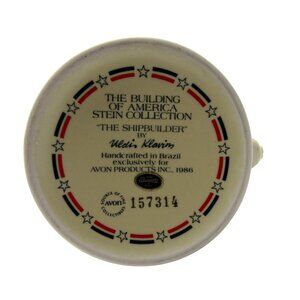 THE BUILDING
OF AMERICA
STEIN COLLECTION
"THE SHIPBUILDER"
BY
Uldis Klavins
Handcrafted in Brazil
exclusively for
AVON PRODUCTS INC., 1986
AVON
157314